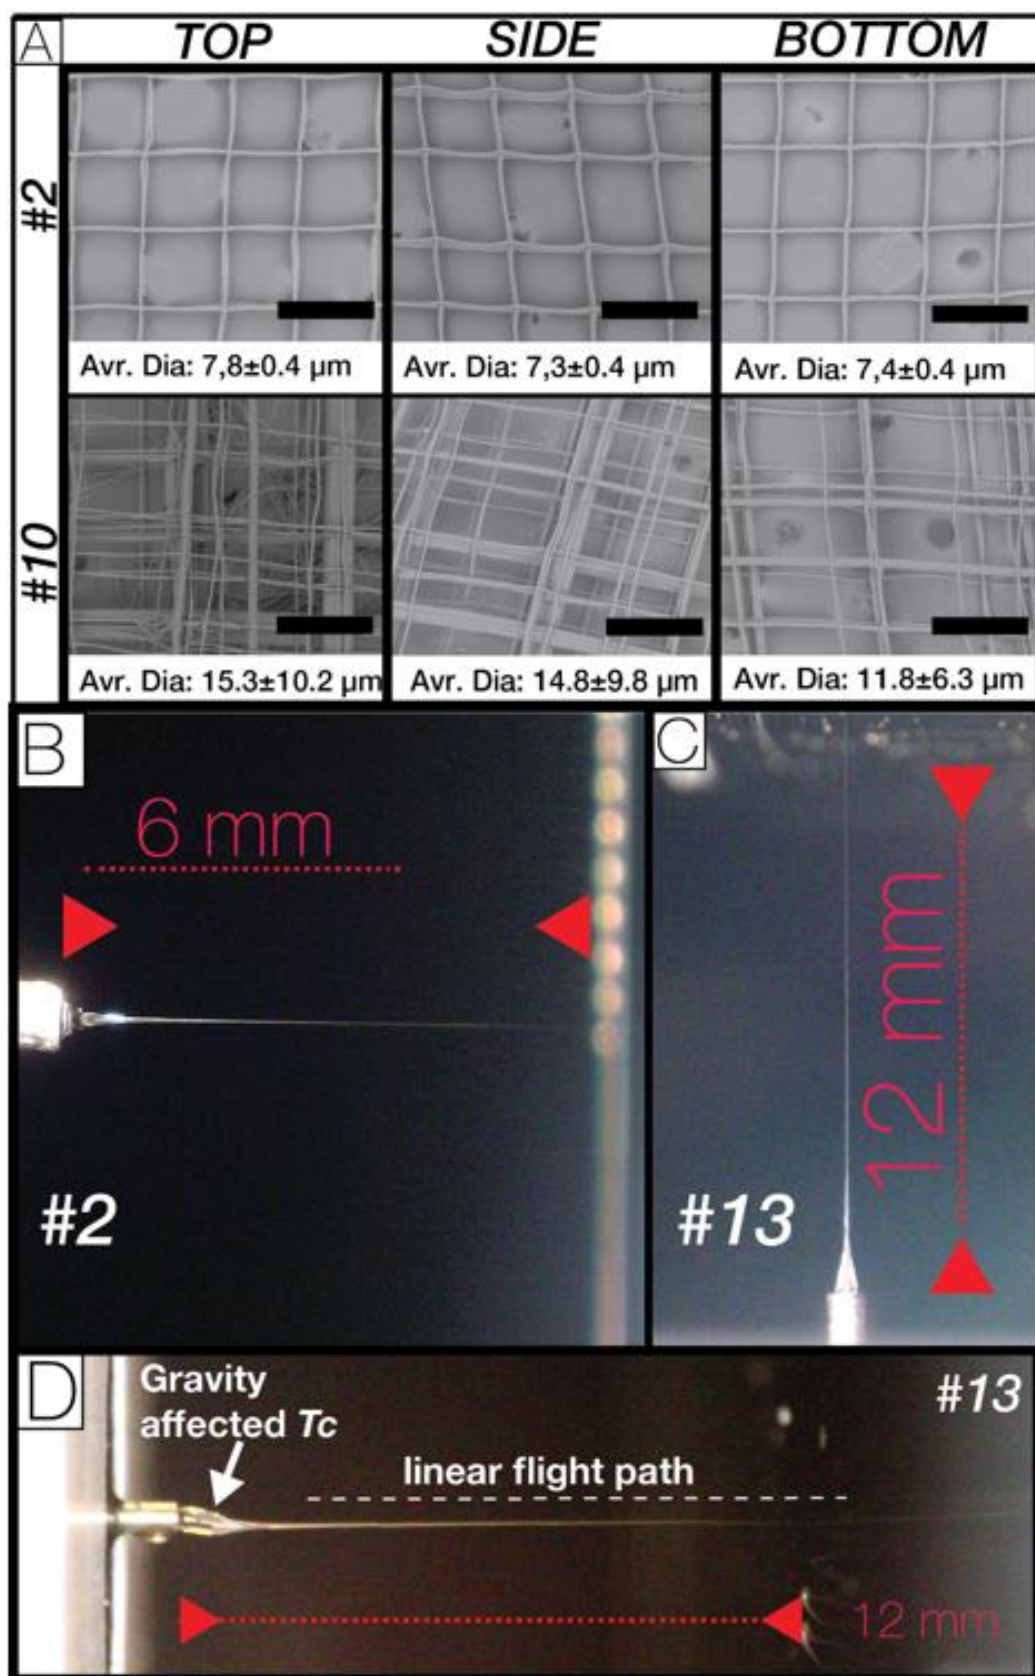 A
TOP
SIDE
BOTTOM
#2
Avr. Dia: 7,8±0.4 µm
Avr. Dia: 7,3±0.4 µm
Avr. Dia: 7,4±0.4 µm
#10
Avr. Dia: 15.3±10.2 µm
Avr. Dia: 14.8±9.8 µm
Avr. Dia: 11.8±6.3 µm
B
6 mm
#2
C
12 mm
#13
D
Gravity
affected Tc
linear flight path
#13
12 mm